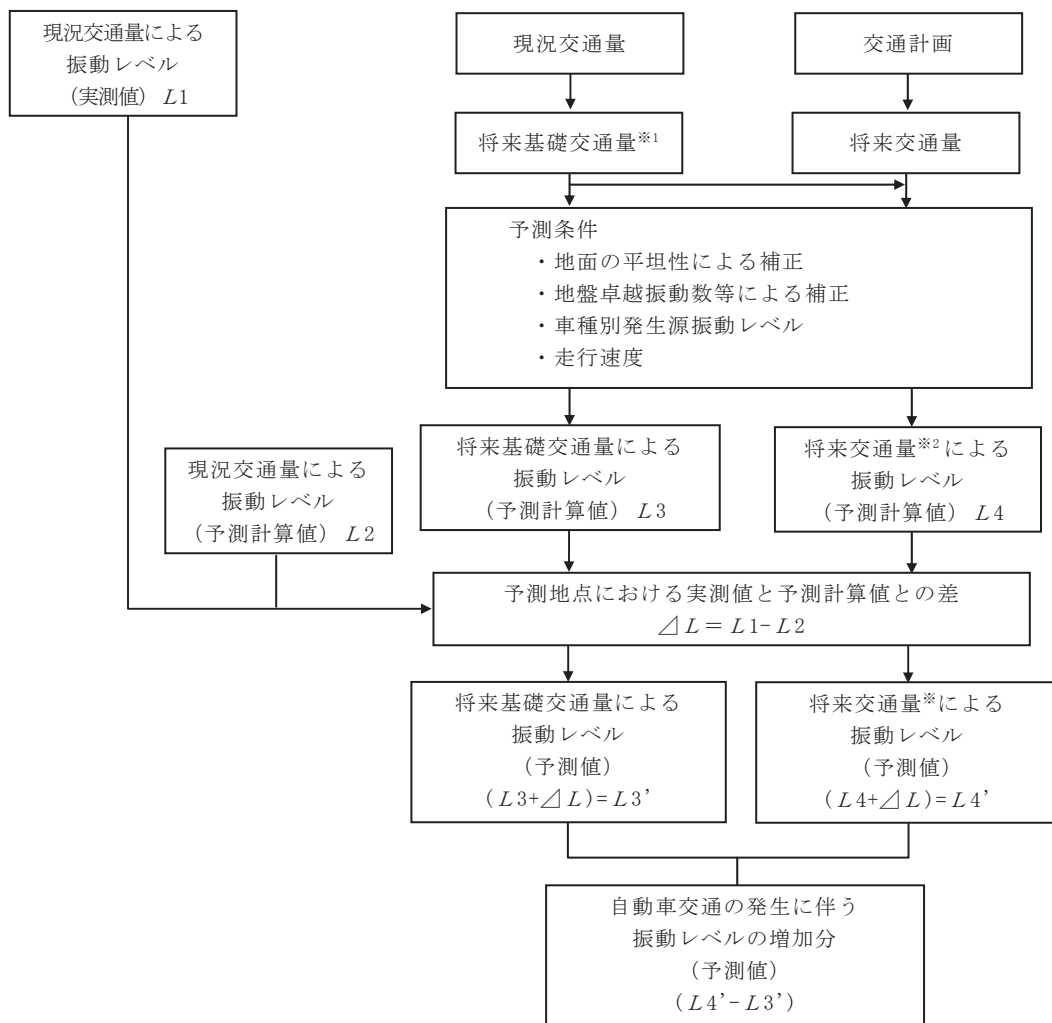 現況交通量による
振動レベル
(実測値) L1
現況交通量
交通計画
将来基礎交通量※1
将来交通量
予測条件
・地面の平坦性による補正
・地盤卓越振動数等による補正
・車種別発生源振動レベル
・走行速度
現況交通量による
振動レベル
(予測計算値) L2
将来基礎交通量による
振動レベル
(予測計算値) L3
将来交通量※2による
振動レベル
(予測計算値) L4
予測地点における実測値と予測計算値との差
⊿L＝L1-L2
将来基礎交通量による
振動レベル
(予測値)
(L3+⊿L)=L3’
将来交通量※による
振動レベル
(予測値)
(L4+⊿L)=L4’
自動車交通の発生に伴う
振動レベルの増加分
(予測値)
(L4’-L3’)